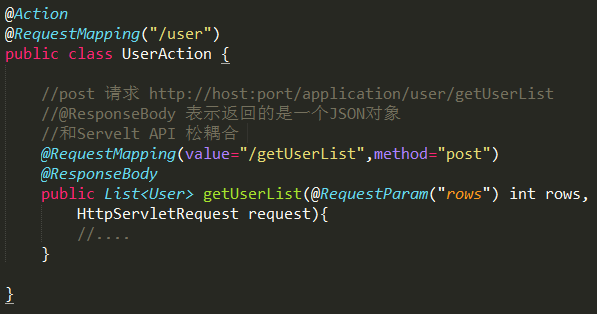 @Action
@RequestMapping("/user")
public class UserAction {
//post 请求 http://host:port/application/user/getUserList
//@ResponseBody 表示返回的是一个JSON对象
//和Servelt API 松耦合
@RequestMapping(value="/getUserList",method="post")
@ResponseBody
public List<User> getUserList(@RequestParam("rows") int rows,
HttpServletRequest request){
//....
}
}